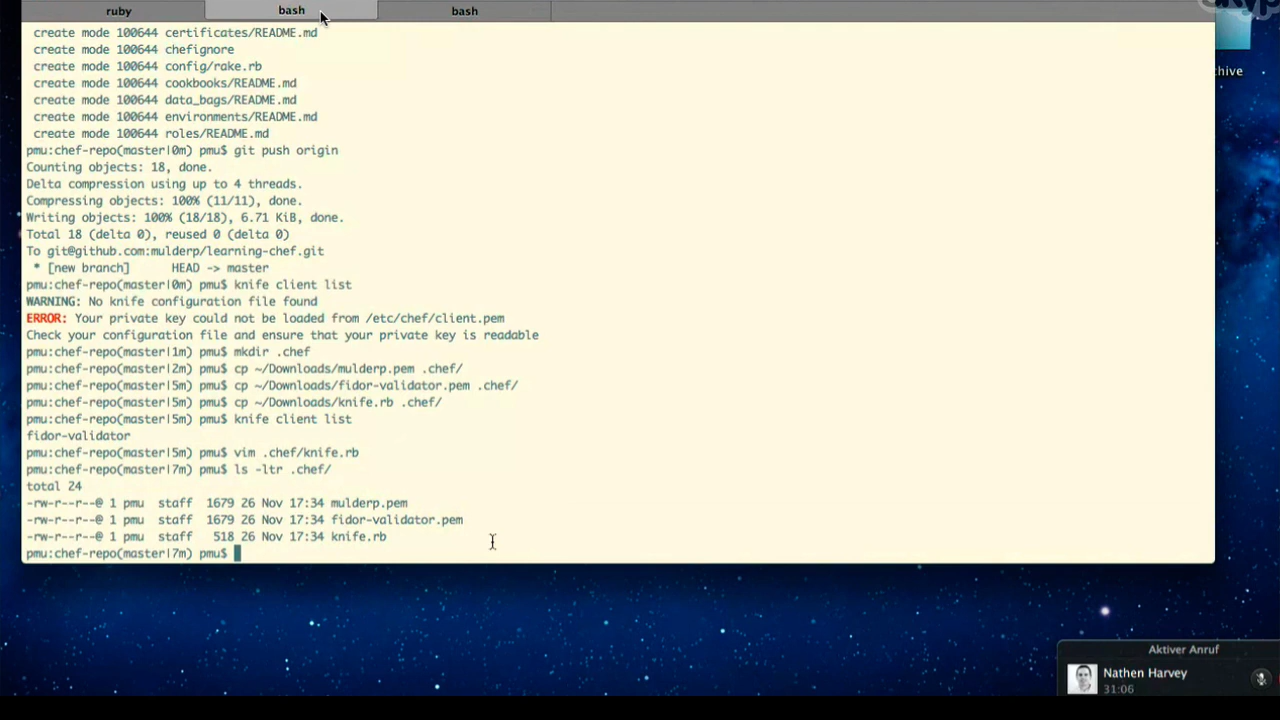 ruby
bash
bash
create mode 100644 certificates/README.md
create mode 100644 chefignore
create mode 100644 config/rake.rb
create mode 100644 cookbooks/README.md
create mode 100644 data_bags/README.md
create mode 100644 environments/README.md
create mode 100644 roles/README.md
pmu:chef-repo(master|0m) pmu$ git push origin
Counting objects: 18, done.
Delta compression using up to 4 threads.
Compressing objects: 100% (11/11), done.
Writing objects: 100% (18/18), 6.71 KiB, done.
Total 18 (delta 0), reused 0 (delta 0)
To git@github.com:mulderp/learning-chef.git
* [new branch]      HEAD -> master
pmu:chef-repo(master|0m) pmu$ knife client list
WARNING: No knife configuration file found
ERROR: Your private key could not be loaded from /etc/chef/client.pem
Check your configuration file and ensure that your private key is readable
pmu:chef-repo(master|1m) pmu$ mkdir .chef
pmu:chef-repo(master|2m) pmu$ cp ~/Downloads/mulderp.pem .chef/
pmu:chef-repo(master|5m) pmu$ cp ~/Downloads/fidor-validator.pem .chef/
pmu:chef-repo(master|5m) pmu$ cp ~/Downloads/knife.rb .chef/
pmu:chef-repo(master|5m) pmu$ knife client list
fidor-validator
pmu:chef-repo(master|5m) pmu$ vim .chef/knife.rb
pmu:chef-repo(master|7m) pmu$ ls -ltr .chef/
total 24
-rw-r--r--@ 1 pmu  staff  1679 26 Nov 17:34 mulderp.pem
-rw-r--r--@ 1 pmu  staff  1679 26 Nov 17:34 fidor-validator.pem
-rw-r--r--@ 1 pmu  staff   518 26 Nov 17:34 knife.rb
pmu:chef-repo(master|7m) pmu$
hive
Aktiver Anruf
Nathen Harvey
31:06